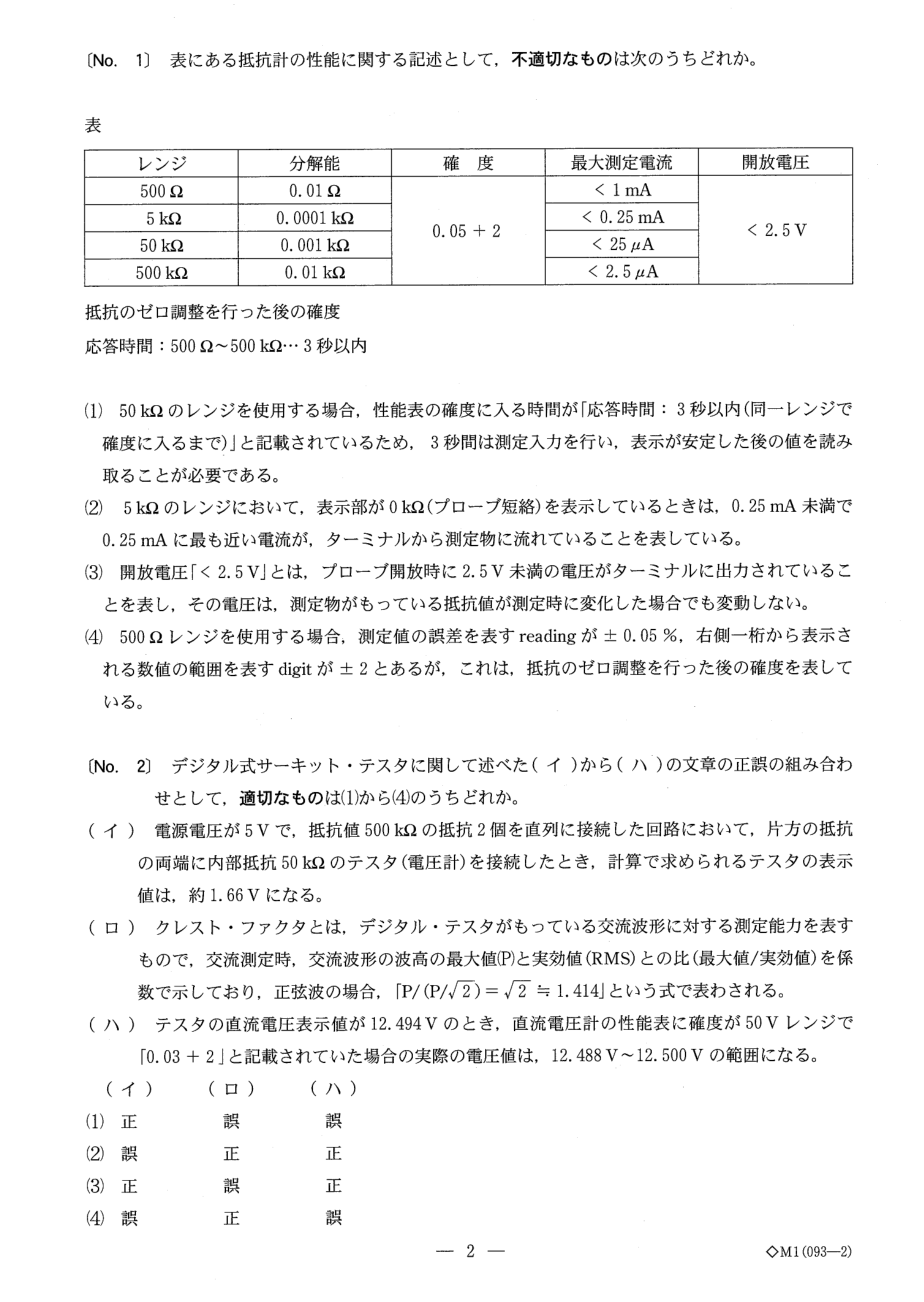 〔No. 1〕 表にある抵抗計の性能に関する記述として，不適切なものは次のうちどれか。
表
レンジ 分解能 確 度 最大測定電流 開放電圧
500 Ω 0.01 Ω 0.05 + 2 < 1 mA < 2.5 V
5 kΩ 0.0001 kΩ < 0.25 mA
50 kΩ 0.001 kΩ < 25 μA
500 kΩ 0.01 kΩ < 2.5 μA
抵抗のゼロ調整を行った後の確度
応答時間：500 Ω～500 kΩ… 3 秒以内
⑴ 50 kΩ のレンジを使用する場合，性能表の確度に入る時間が「応答時間： 3 秒以内(同一レンジで
確度に入るまで)」と記載されているため， 3 秒間は測定入力を行い，表示が安定した後の値を読み
取ることが必要である。
⑵ 5 kΩ のレンジにおいて，表示部が 0 kΩ(プローブ短絡)を表示しているときは，0.25 mA 未満で
0.25 mA に最も近い電流が，ターミナルから測定物に流れていることを表している。
⑶ 開放電圧「< 2.5 V」とは，プローブ開放時に 2.5 V 未満の電圧がターミナルに出力されているこ
とを表し，その電圧は，測定物がもっている抵抗値が測定時に変化した場合でも変動しない。
⑷ 500 Ω レンジを使用する場合，測定値の誤差を表す reading が ± 0.05 %，右側一桁から表示さ
れる数値の範囲を表す digit が ± 2 とあるが，これは，抵抗のゼロ調整を行った後の確度を表して
いる。
〔No. 2〕 デジタル式サーキット・テスタに関して述べた( イ )から( ハ )の文章の正誤の組み合わ
せとして，適切なものは⑴から⑷のうちどれか。
( イ ) 電源電圧が 5 V で，抵抗値 500 kΩ の抵抗 2 個を直列に接続した回路において，片方の抵抗
の両端に内部抵抗 50 kΩ のテスタ(電圧計)を接続したとき，計算で求められるテスタの表示
値は，約 1.66 V になる。
( ロ ) クレスト・ファクタとは，デジタル・テスタがもっている交流波形に対する測定能力を表す
もので，交流測定時，交流波形の波高の最大値(P)と実効値(RMS)との比(最大値/実効値)を係
数で示しており，正弦波の場合，「P/(P/√2)＝√2 ≒ 1.414」という式で表わされる。
( ハ ) テスタの直流電圧表示値が 12.494 V のとき，直流電圧計の性能表に確度が 50 V レンジで
「0.03 + 2」と記載されていた場合の実際の電圧値は，12.488 V～12.500 V の範囲になる。
( イ ) ( ロ ) ( ハ )
⑴ 正 誤 誤
⑵ 誤 正 正
⑶ 正 誤 正
⑷ 誤 正 誤
— 2 —
◇M1(093—2)